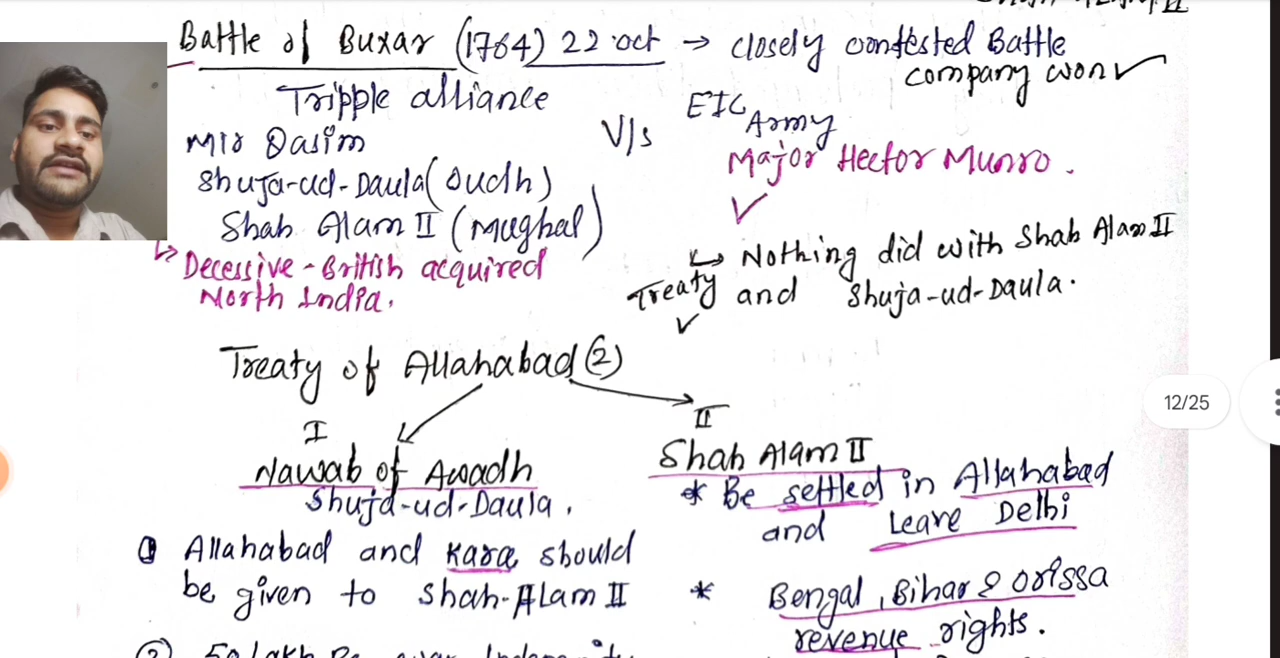 Battle of Buxar (1764) 22 oct → closely contested Battle
company won ✓
Tripple alliance
V/s
EIC Army
Mir Qasim
Major Hector Munro.
Shuja-ud-Daula (Oudh)
Shah Alam II (Mughal)
↳ Decessive - British acquired
North India.
↳ Nothing did with Shah Alam II
Treaty and Shuja-ud-Daula.
Treaty of Allahabad (2)
I
Nawab of Awadh
Shuja-ud-Daula.
① Allahabad and Kara should
be given to Shah-Alam II
II
Shah Alam II
* Be settled in Allahabad
and Leave Delhi
* Bengal, Bihar & Orissa
revenue rights.
12/25